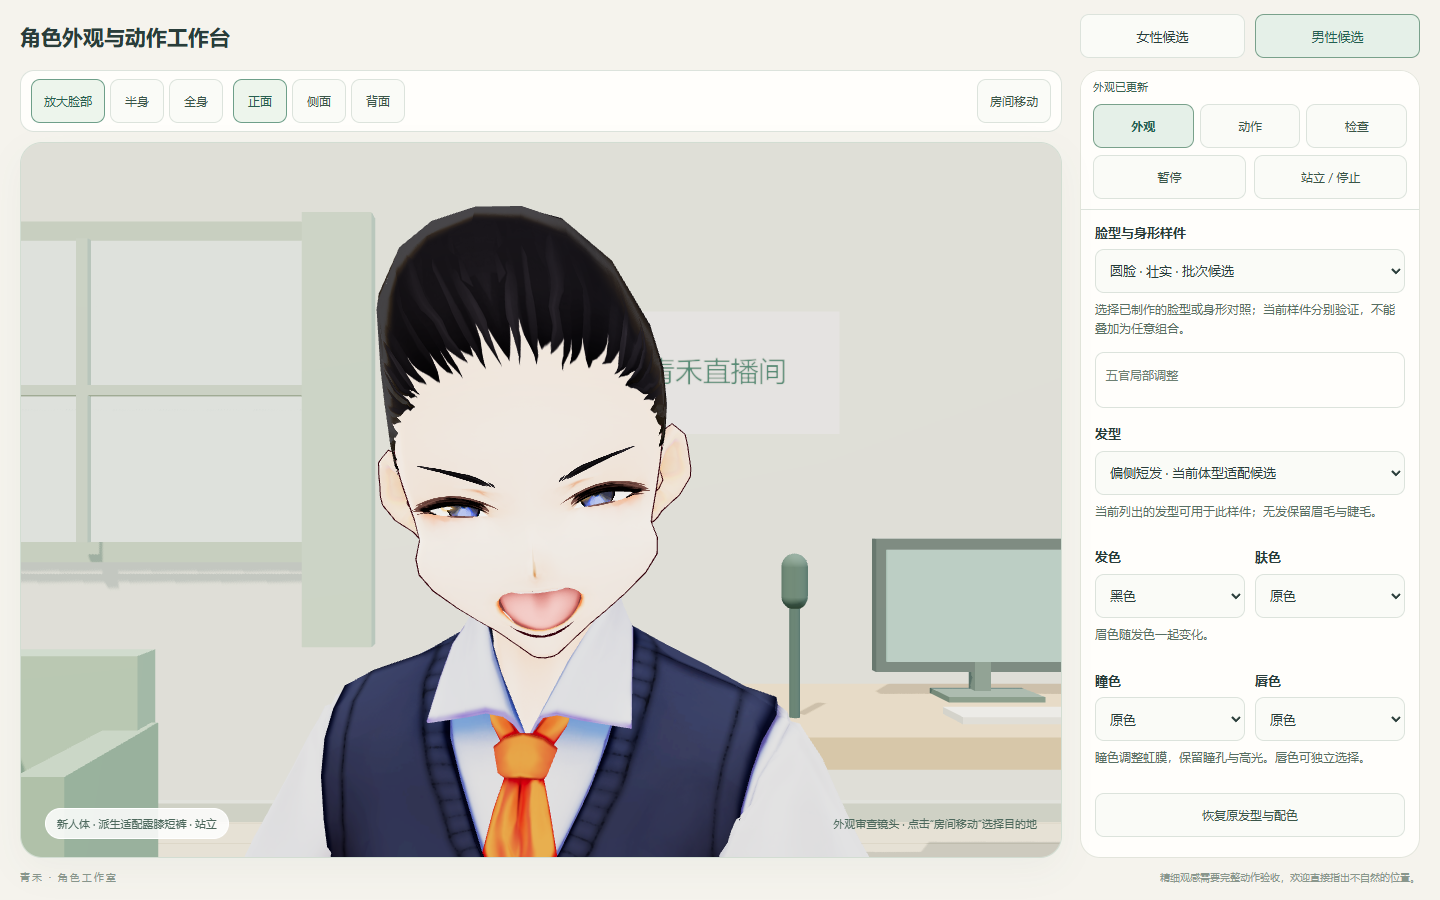 角色外观与动作工作台
女性候选
男性候选
放大脸部
半身
全身
正面
侧面
背面
房间移动
青禾直播间
新人体 · 派生适配露膝短裤 · 站立
外观审查镜头 · 点击“房间移动”选择目的地
外观已更新
外观
动作
检查
暂停
站立 / 停止
脸型与身形样件
圆脸 · 壮实 · 批次候选
选择已制作的脸型或身形对照；当前样件分别验证，不能
叠加为任意组合。
五官局部调整
发型
偏侧短发 · 当前体型适配候选
当前列出的发型可用于此样件；无发保留眉毛与睫毛。
发色
肤色
黑色
原色
眉色随发色一起变化。
瞳色
唇色
原色
原色
瞳色调整虹膜，保留瞳孔与高光。唇色可独立选择。
恢复原发型与配色
青禾 · 角色工作室
精细观感需要完整动作验收，欢迎直接指出不自然的位置。